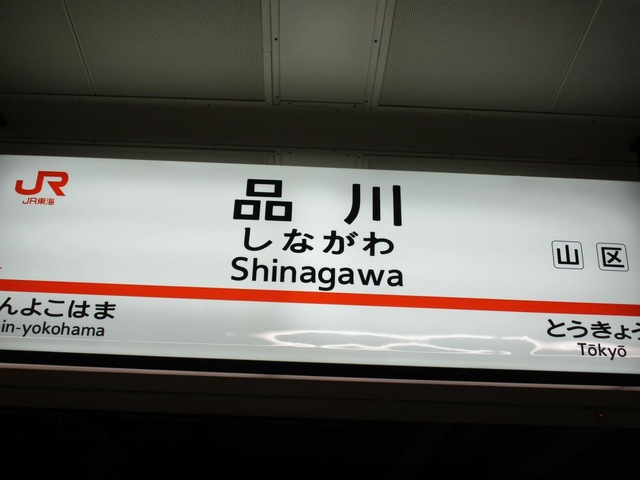 JR
JR東海
品川
しながわ
Shinagawa
山 区
んよこはま
in-yokohama
とうきょう
Tōkyō